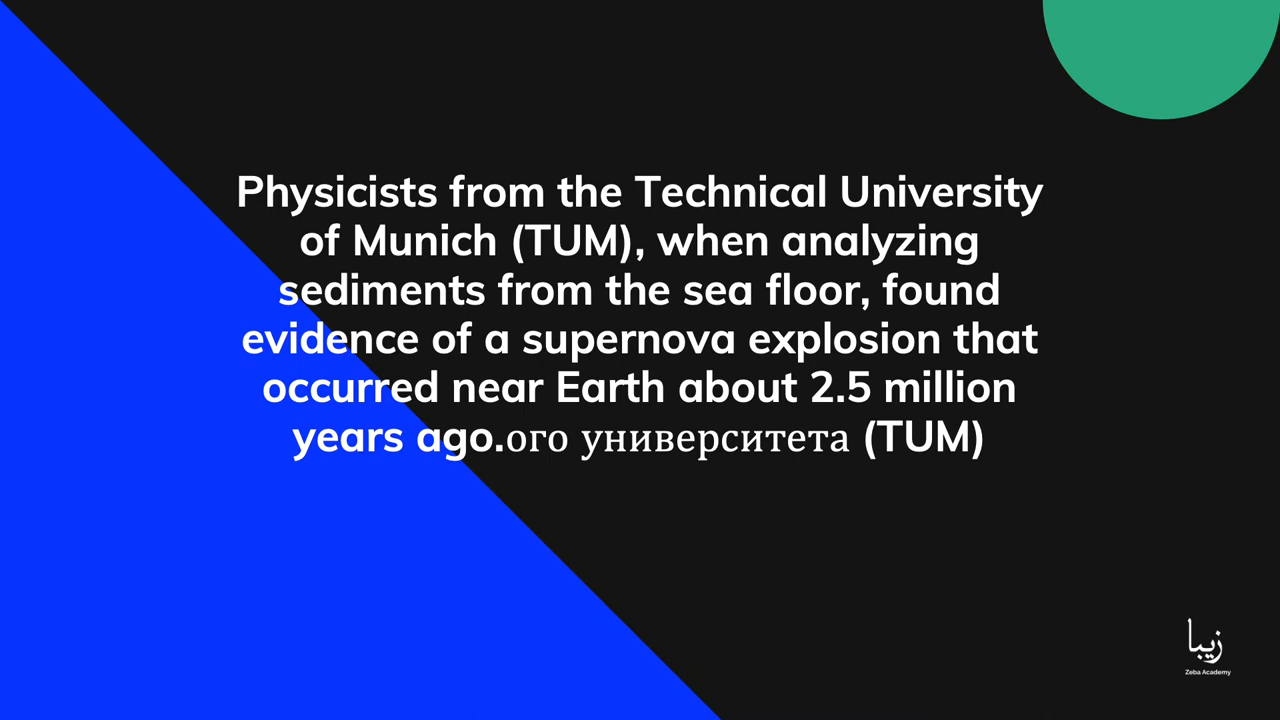 Physicists from the Technical University
of Munich (TUM), when analyzing
sediments from the sea floor, found
evidence of a supernova explosion that
occurred near Earth about 2.5 million
years ago.ого университета (TUM)
زیبا
Zeba Academy